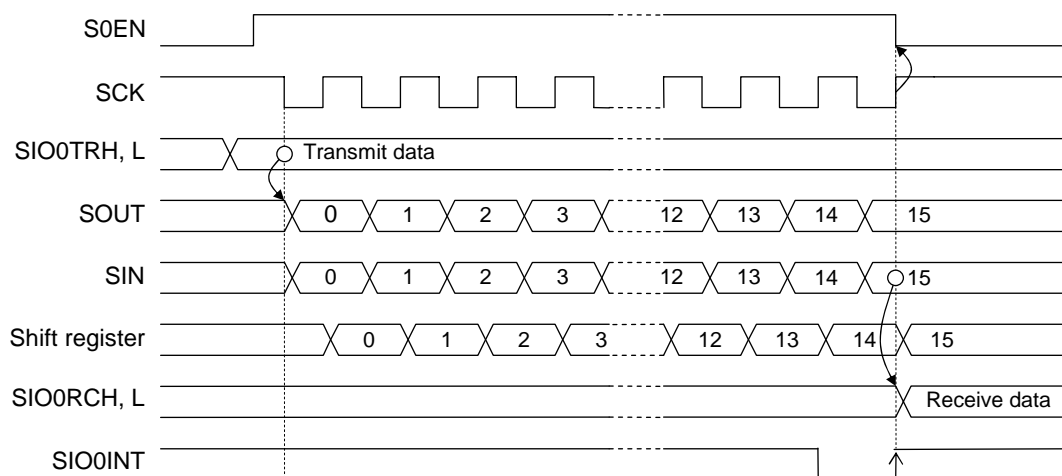 S0EN
SCK
SIO0TRH, L Transmit data
SOUT 0 1 2 3 12 13 14 15
SIN 0 1 2 3 12 13 14 15
Shift register 0 1 2 3 12 13 14 15
SIO0RCH, L Receive data
SIO0INT